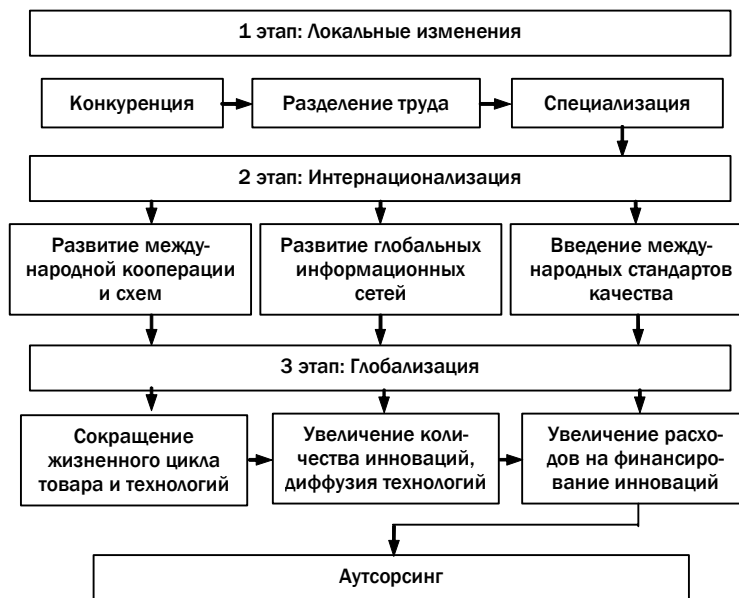 1 этап: Локальные изменения
Конкуренция
Разделение труда
Специализация
2 этап: Интернационализация
Развитие между-
народной кооперации
и схем
Развитие глобальных
информационных
сетей
Введение между-
народных стандартов
качества
3 этап: Глобализация
Сокращение
жизненного цикла
товара и технологий
Увеличение коли-
чества инноваций,
диффузия технологий
Увеличение расхо-
дов на финансиро-
вание инноваций
Аутсорсинг